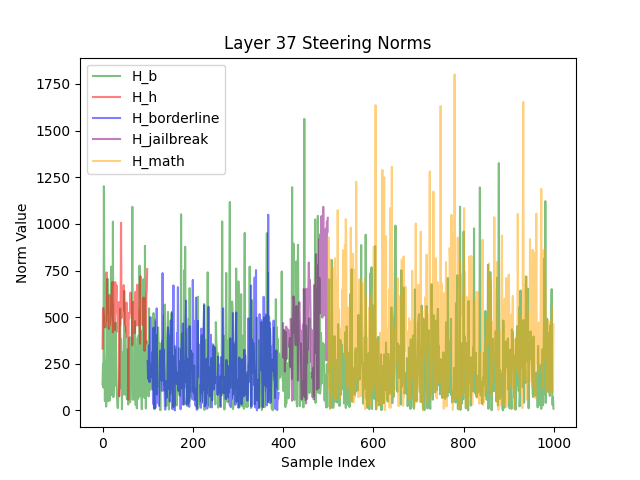 Layer 37 Steering Norms
H_b
H_h
H_borderline
H_jailbreak
H_math
Norm Value
1750
1500
1250
1000
750
500
250
0
0 200 400 600 800 1000
Sample Index